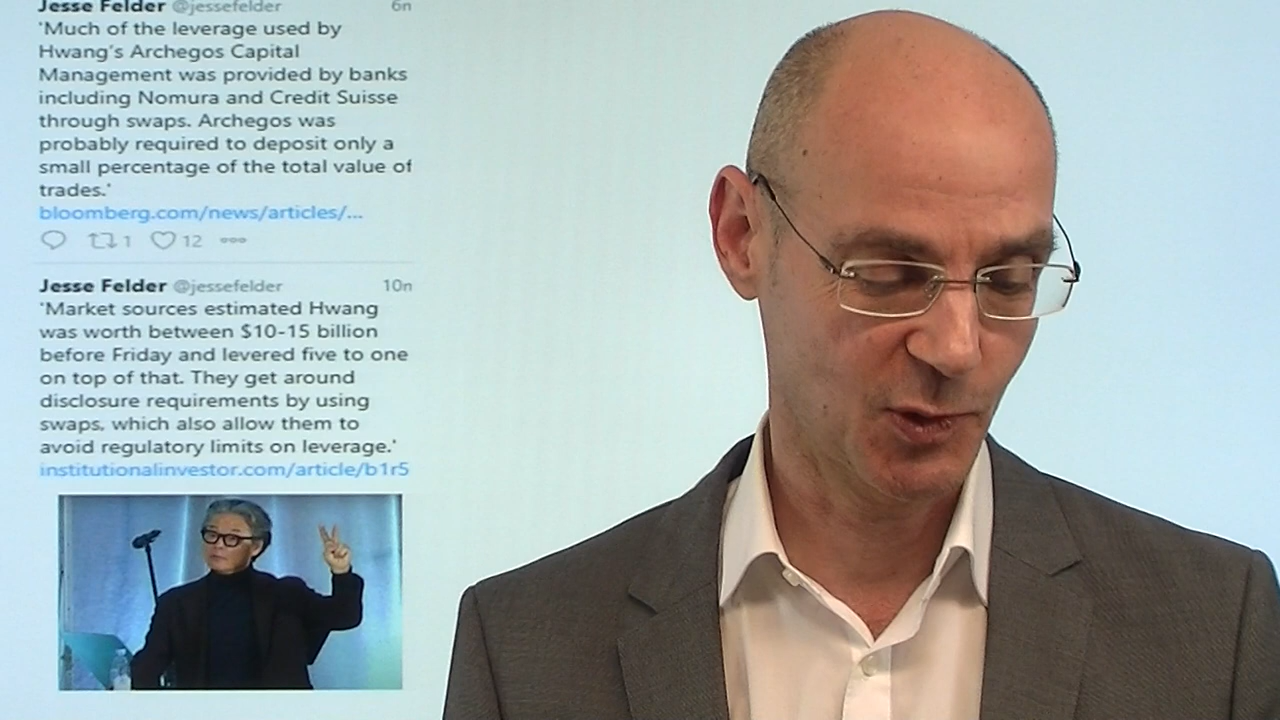 Jesse Felder @jessefelder 6n
'Much of the leverage used by
Hwang's Archegos Capital
Management was provided by banks
including Nomura and Credit Suisse
through swaps. Archegos was
probably required to deposit only a
small percentage of the total value of
trades.'
bloomberg.com/news/articles/...
1 12
Jesse Felder @jessefelder 10n
'Market sources estimated Hwang
was worth between $10-15 billion
before Friday and levered five to one
on top of that. They get around
disclosure requirements by using
swaps, which also allow them to
avoid regulatory limits on leverage.'
institutionalinvestor.com/article/b1r5